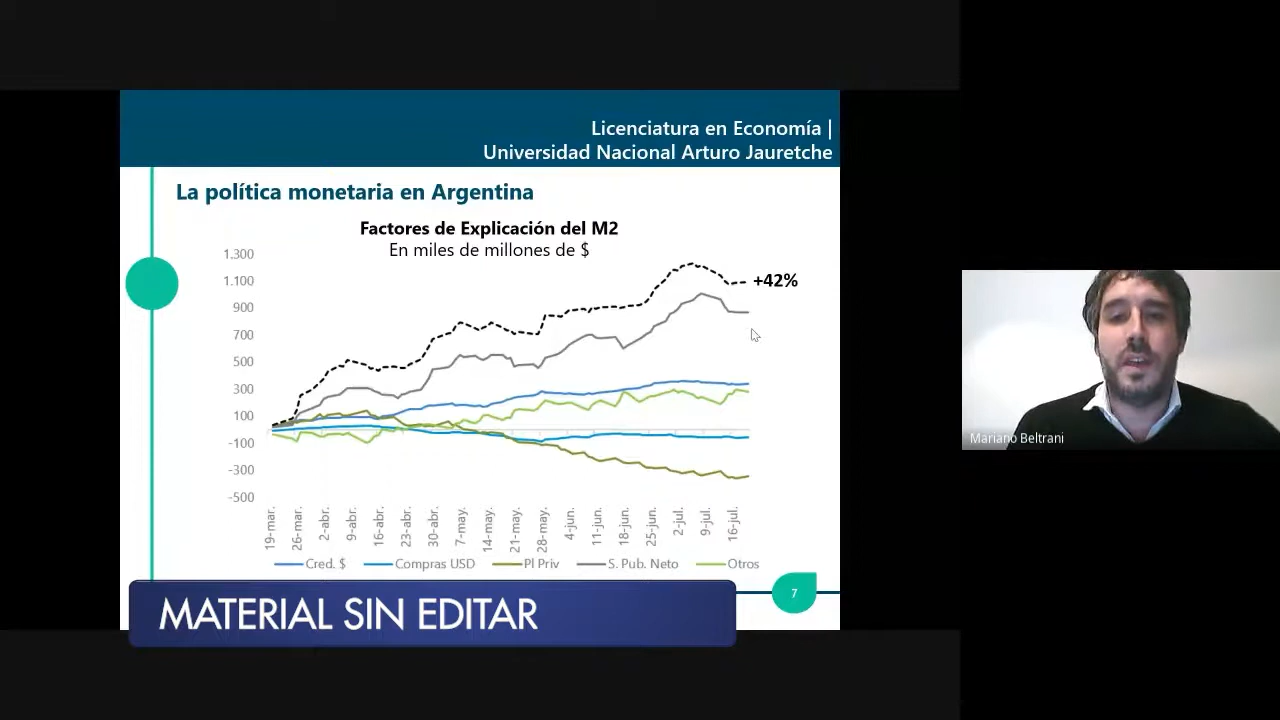 Licenciatura en Economía |
Universidad Nacional Arturo Jauretche
La política monetaria en Argentina
Factores de Explicación del M2
En miles de millones de $
1.300
1.100
900
700
500
300
100
-100
-300
-500
+42%
19-mar.
26-mar.
2-abr.
9-abr.
16-abr.
23-abr.
30-abr.
7-may.
14-may.
21-may.
28-may.
4-jun.
11-jun.
18-jun.
25-jun.
2-jul.
9-jul.
16-jul.
Cred. $
Compras USD
Pl Priv
S. Pub. Neto
Otros
7
MATERIAL SIN EDITAR
Mariano Beltrani